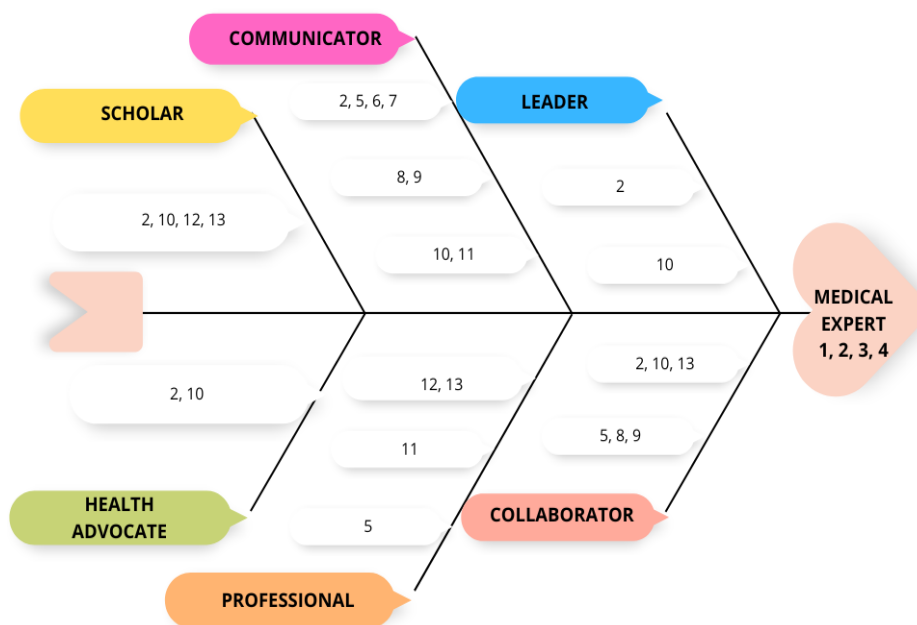 COMMUNICATOR
2, 5, 6, 7
8, 9
10, 11
LEADER
2
10
SCHOLAR
2, 10, 12, 13
MEDICAL
EXPERT
1, 2, 3, 4
2, 10
HEALTH
ADVOCATE
12, 13
11
5
PROFESSIONAL
2, 10, 13
5, 8, 9
COLLABORATOR